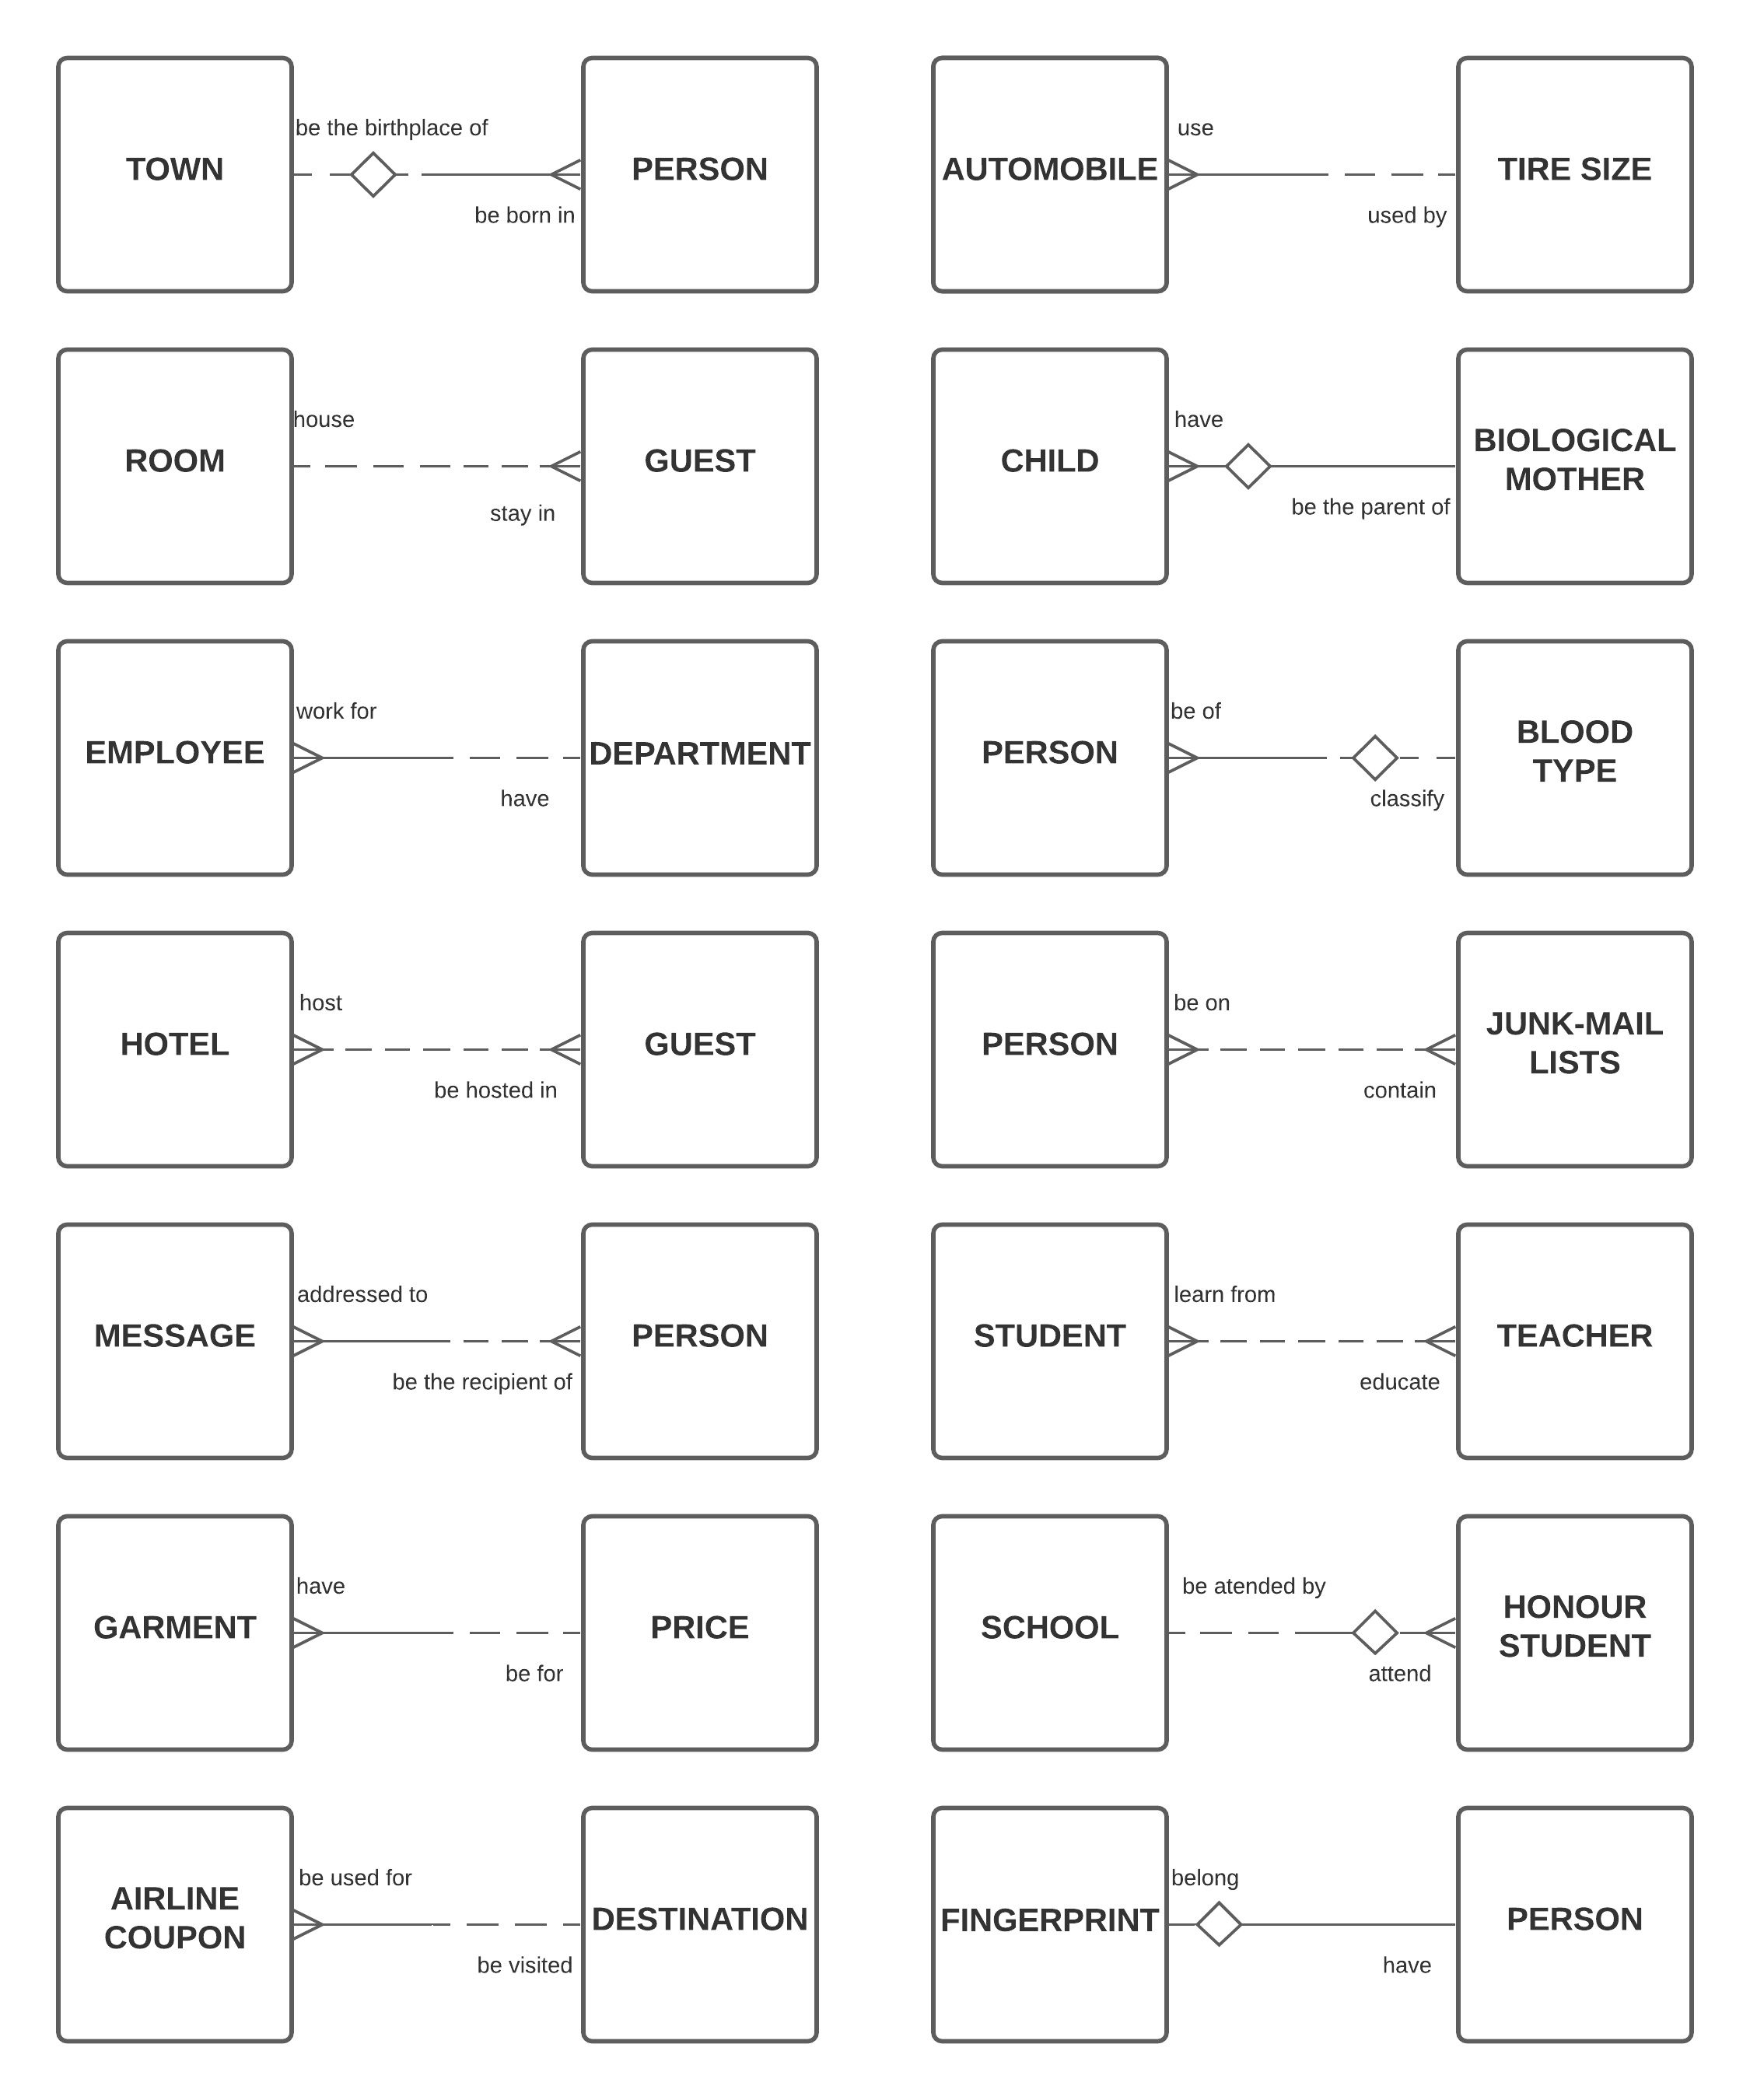 TOWN
be the birthplace of
be born in
PERSON
AUTOMOBILE
use
used by
TIRE SIZE
ROOM
house
stay in
GUEST
CHILD
have
be the parent of
BIOLOGICAL
MOTHER
EMPLOYEE
work for
have
DEPARTMENT
PERSON
be of
classify
BLOOD
TYPE
HOTEL
host
be hosted in
GUEST
PERSON
be on
contain
JUNK-MAIL
LISTS
MESSAGE
addressed to
be the recipient of
PERSON
STUDENT
learn from
educate
TEACHER
GARMENT
have
be for
PRICE
SCHOOL
be atended by
attend
HONOUR
STUDENT
AIRLINE
COUPON
be used for
be visited
DESTINATION
FINGERPRINT
belong
have
PERSON